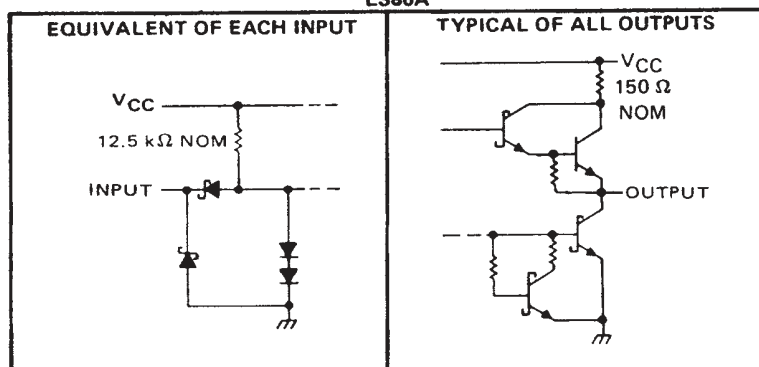 EQUIVALENT OF EACH INPUT
VCC
12.5 kΩ NOM
INPUT
TYPICAL OF ALL OUTPUTS
VCC
150 Ω
NOM
OUTPUT